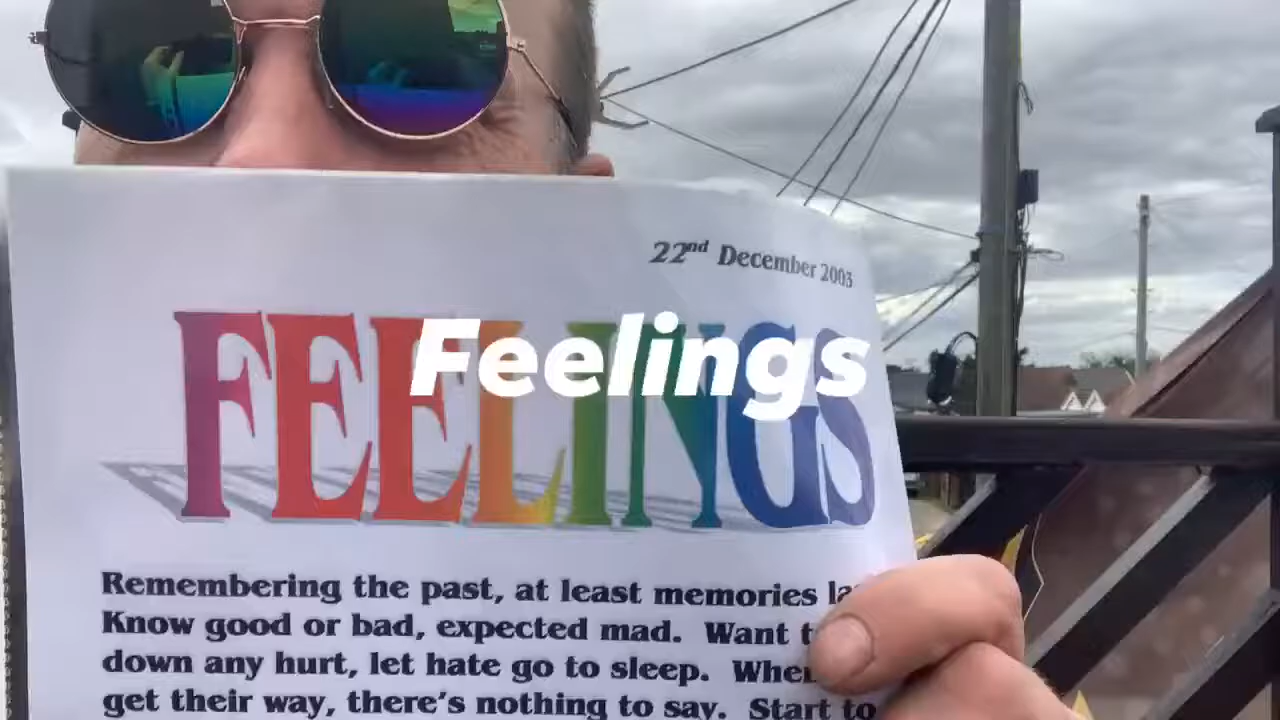 22nd December 2003
FEELINGS
Feelings
Remembering the past, at least memories
Know good or bad, expected mad. Want
down any hurt, let hate go to sleep.
get their way, there's nothing to say. Start to